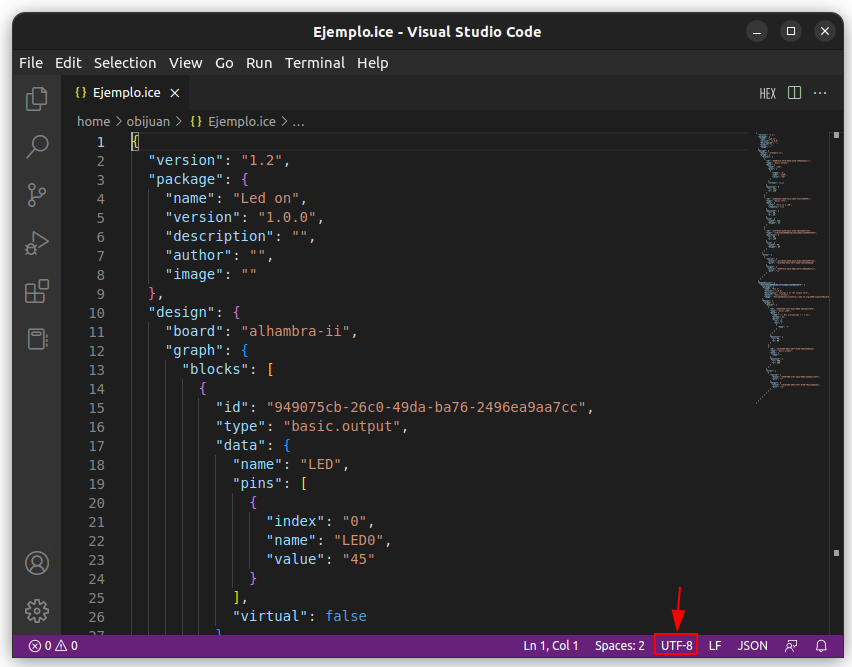 Ejemplo.ice - Visual Studio Code
File Edit Selection View Go Run Terminal Help
{} Ejemplo.ice ×
HEX ...
home > obijuan > {} Ejemplo.ice > ...
1 {
2 "version": "1.2",
3 "package": {
4 "name": "Led on",
5 "version": "1.0.0",
6 "description": "",
7 "author": "",
8 "image": ""
9 },
10 "design": {
11 "board": "alhambra-ii",
12 "graph": {
13 "blocks": [
14 {
15 "id": "949075cb-26c0-49da-ba76-2496ea9aa7cc",
16 "type": "basic.output",
17 "data": {
18 "name": "LED",
19 "pins": [
20 {
21 "index": "0",
22 "name": "LED0",
23 "value": "45"
24 }
25 ],
26 "virtual": false
27 }
0 0 Ln 1, Col 1 Spaces: 2 UTF-8 LF JSON